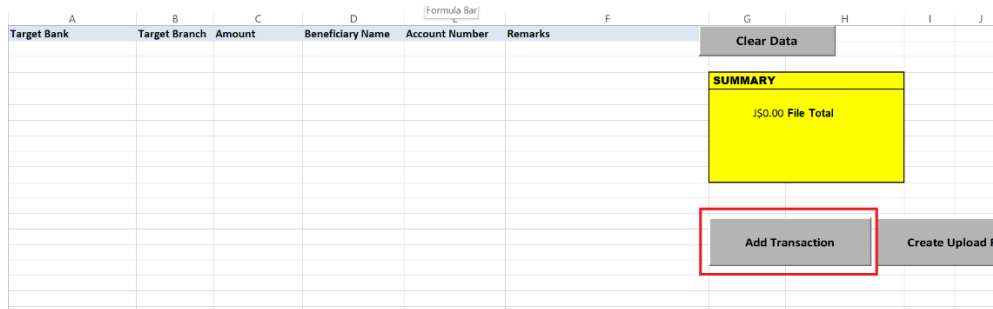 Formula Bar
A B C D E F G H I J
Target Bank Target Branch Amount Beneficiary Name Account Number Remarks
Clear Data
SUMMARY
J$0.00 File Total
Add Transaction Create Upload